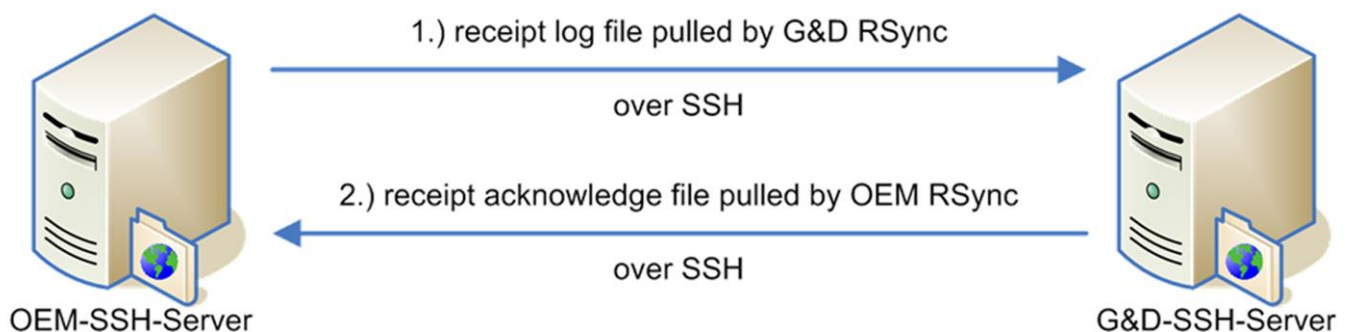 1.) receipt log file pulled by G&D RSync
over SSH
2.) receipt acknowledge file pulled by OEM RSync
over SSH
OEM-SSH-Server
G&D-SSH-Server